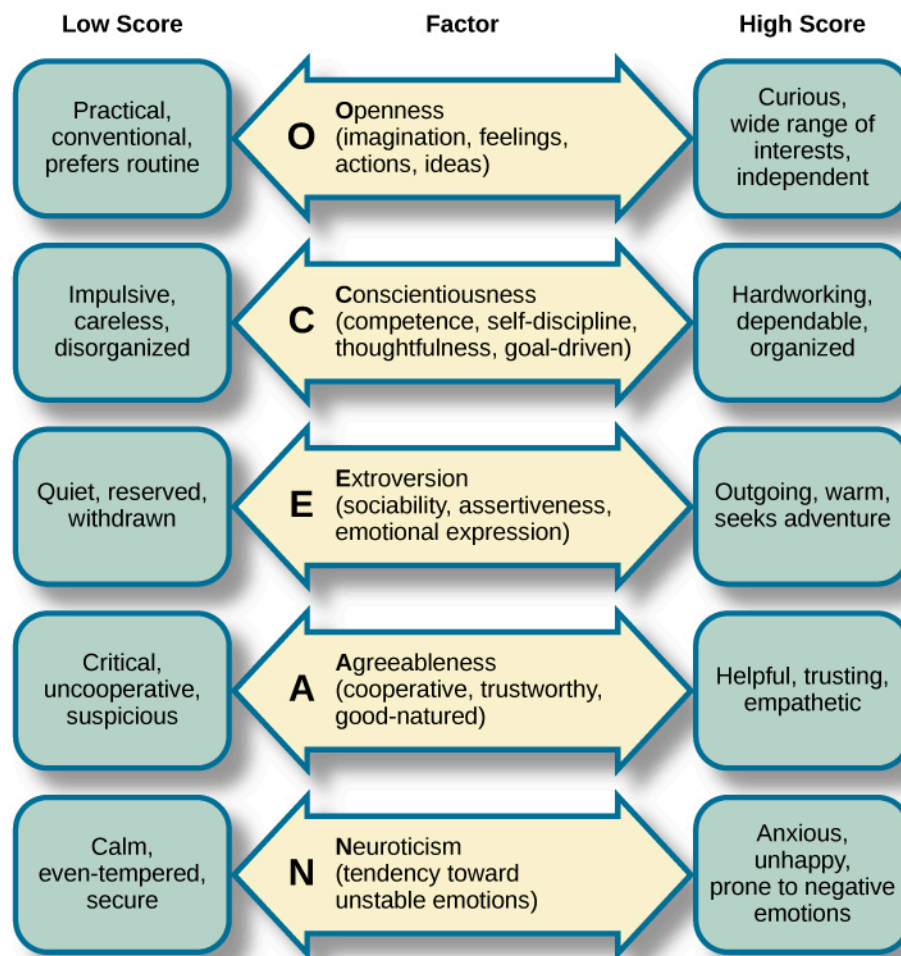 Low Score
Factor
High Score
Practical,
conventional,
prefers routine
O
Openness
(imagination, feelings,
actions, ideas)
Curious,
wide range of
interests,
independent
Impulsive,
careless,
disorganized
C
Conscientiousness
(competence, self-discipline,
thoughtfulness, goal-driven)
Hardworking,
dependable,
organized
Quiet, reserved,
withdrawn
E
Extroversion
(sociability, assertiveness,
emotional expression)
Outgoing, warm,
seeks adventure
Critical,
uncooperative,
suspicious
A
Agreeableness
(cooperative, trustworthy,
good-natured)
Helpful, trusting,
empathetic
Calm,
even-tempered,
secure
N
Neuroticism
(tendency toward
unstable emotions)
Anxious,
unhappy,
prone to negative
emotions